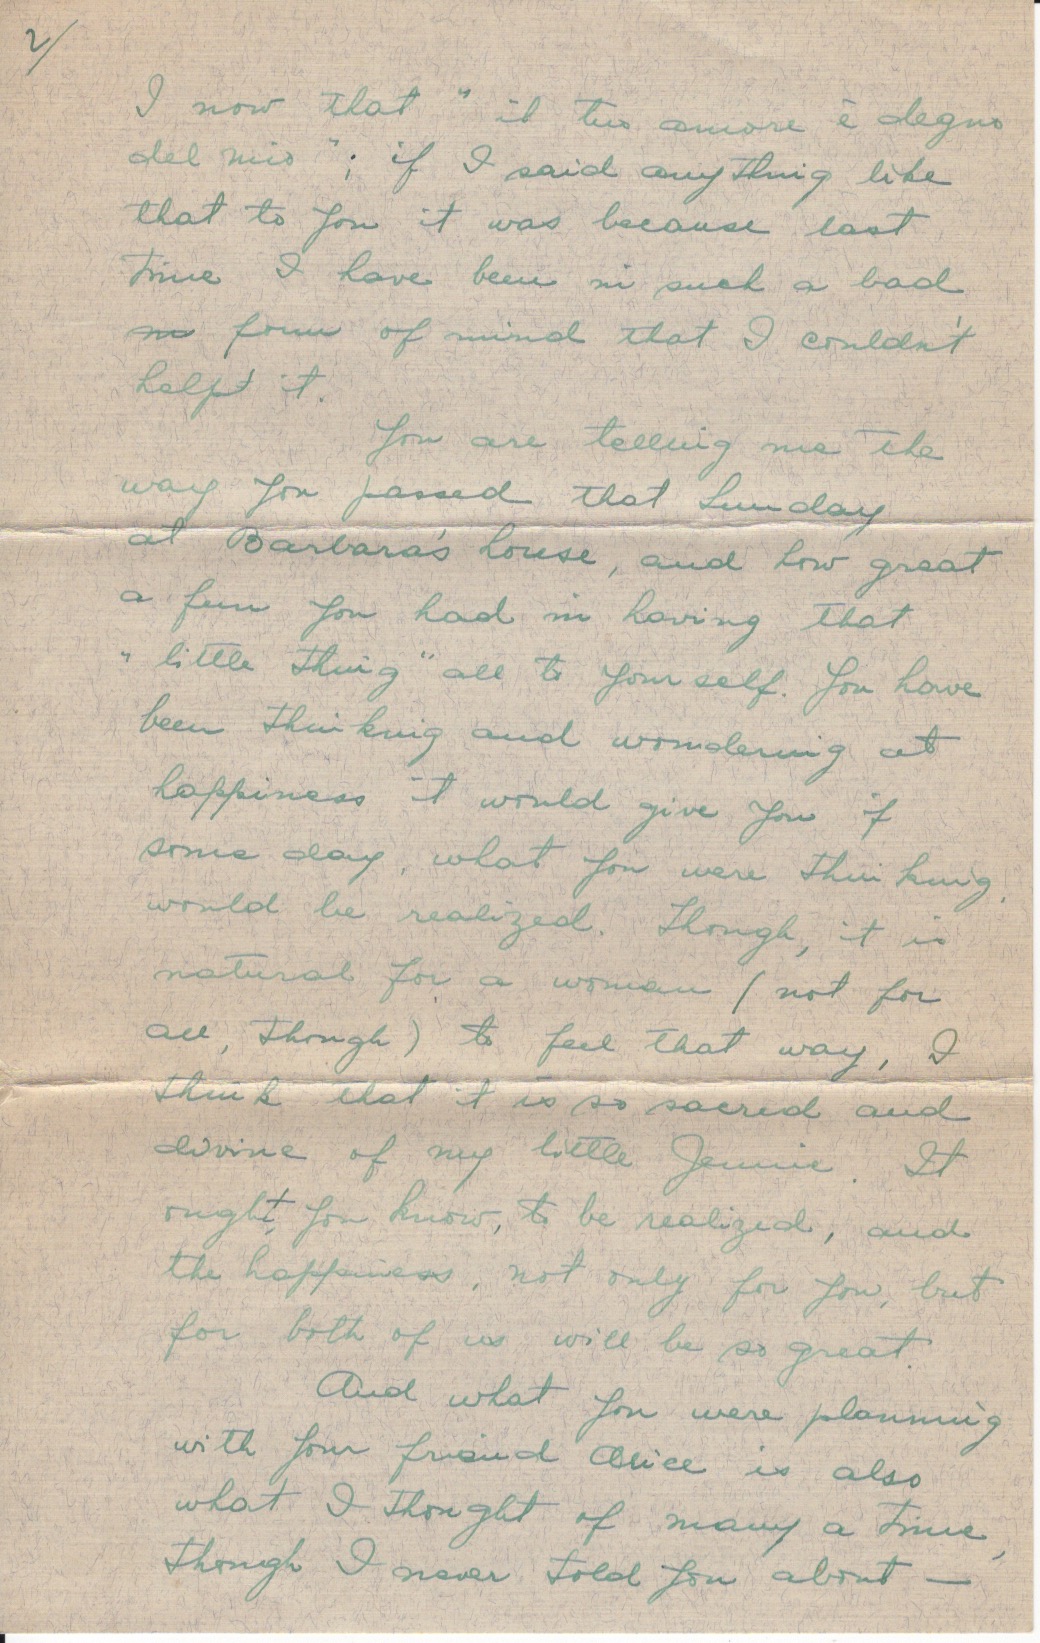 2/
I now that "il tuo amore è degno
del mio"; if I said anything like
that to you it was because last
time I have been in such a bad
form of mind that I couldn't
helpt it.
You are telling me the
way you passed that Sunday
at Barbara's house, and how great
a fun you had in having that
"little thing" all to yourself. You have
been thinking and wondering at
happiness it would give you if
some day, what you were thinking,
would be realized. Though, it is
natural for a woman (not for
all, though) to feel that way, I
think that it is so sacred and
divine of my little Jennie. It
ought, you know, to be realized, and
the happiness, not only for you, but
for both of us will be so great.
And what you were planning
with your friend Alice is also
what I thought of many a time,
though I never told you about —